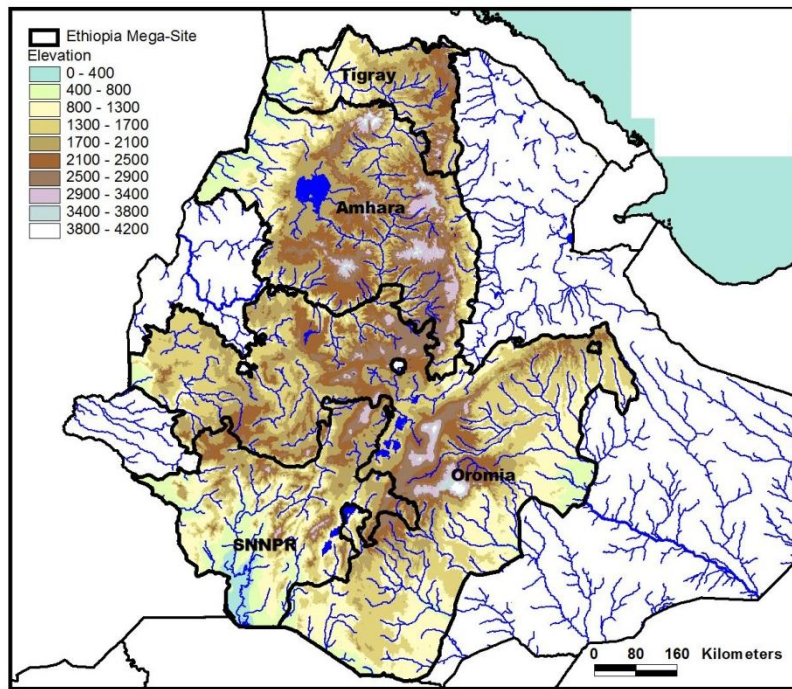 Ethiopia Mega-Site
Elevation
0 - 400
400 - 800
800 - 1300
1300 - 1700
1700 - 2100
2100 - 2500
2500 - 2900
2900 - 3400
3400 - 3800
3800 - 4200
Tigray
Amhara
Oromia
SNNPR
0 80 160 Kilometers